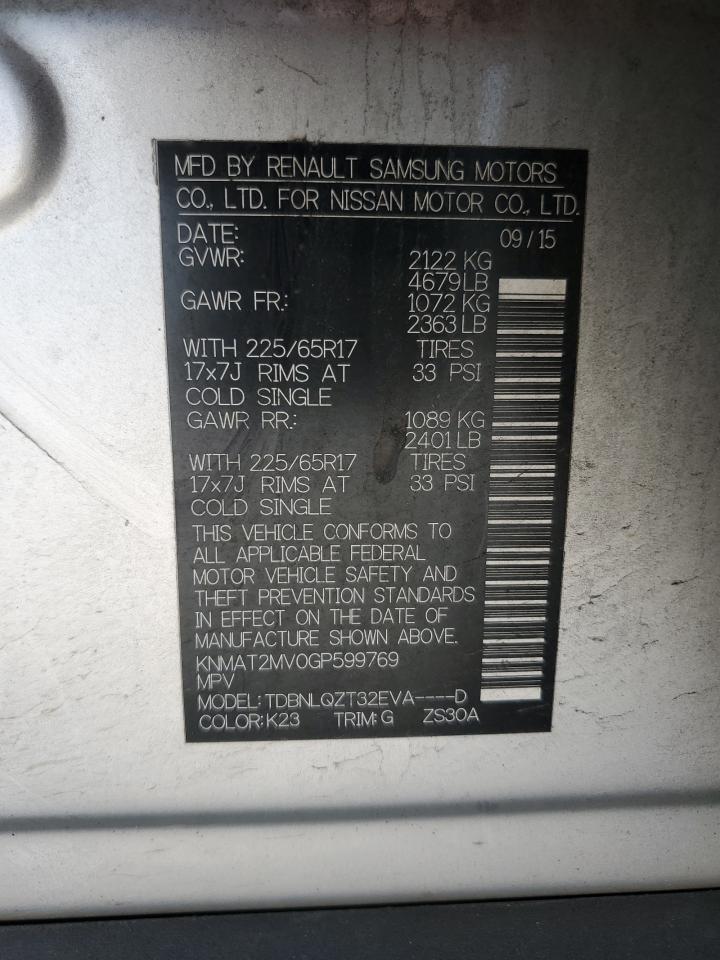 MFD BY RENAULT SAMSUNG MOTORS
CO., LTD. FOR NISSAN MOTOR CO., LTD.
DATE: 09/15
GVWR: 2122 KG
4679 LB
GAWR FR.: 1072 KG
2363 LB
WITH 225/65R17 TIRES
17x7J RIMS AT 33 PSI
COLD SINGLE
GAWR RR.: 1089 KG
2401 LB
WITH 225/65R17 TIRES
17x7J RIMS AT 33 PSI
COLD SINGLE
THIS VEHICLE CONFORMS TO
ALL APPLICABLE FEDERAL
MOTOR VEHICLE SAFETY AND
THEFT PREVENTION STANDARDS
IN EFFECT ON THE DATE OF
MANUFACTURE SHOWN ABOVE.
KNMAT2MV0GP599769
MPV
MODEL: TDBNLQZT32EVA----D
COLOR: K23 TRIM: G ZS30A